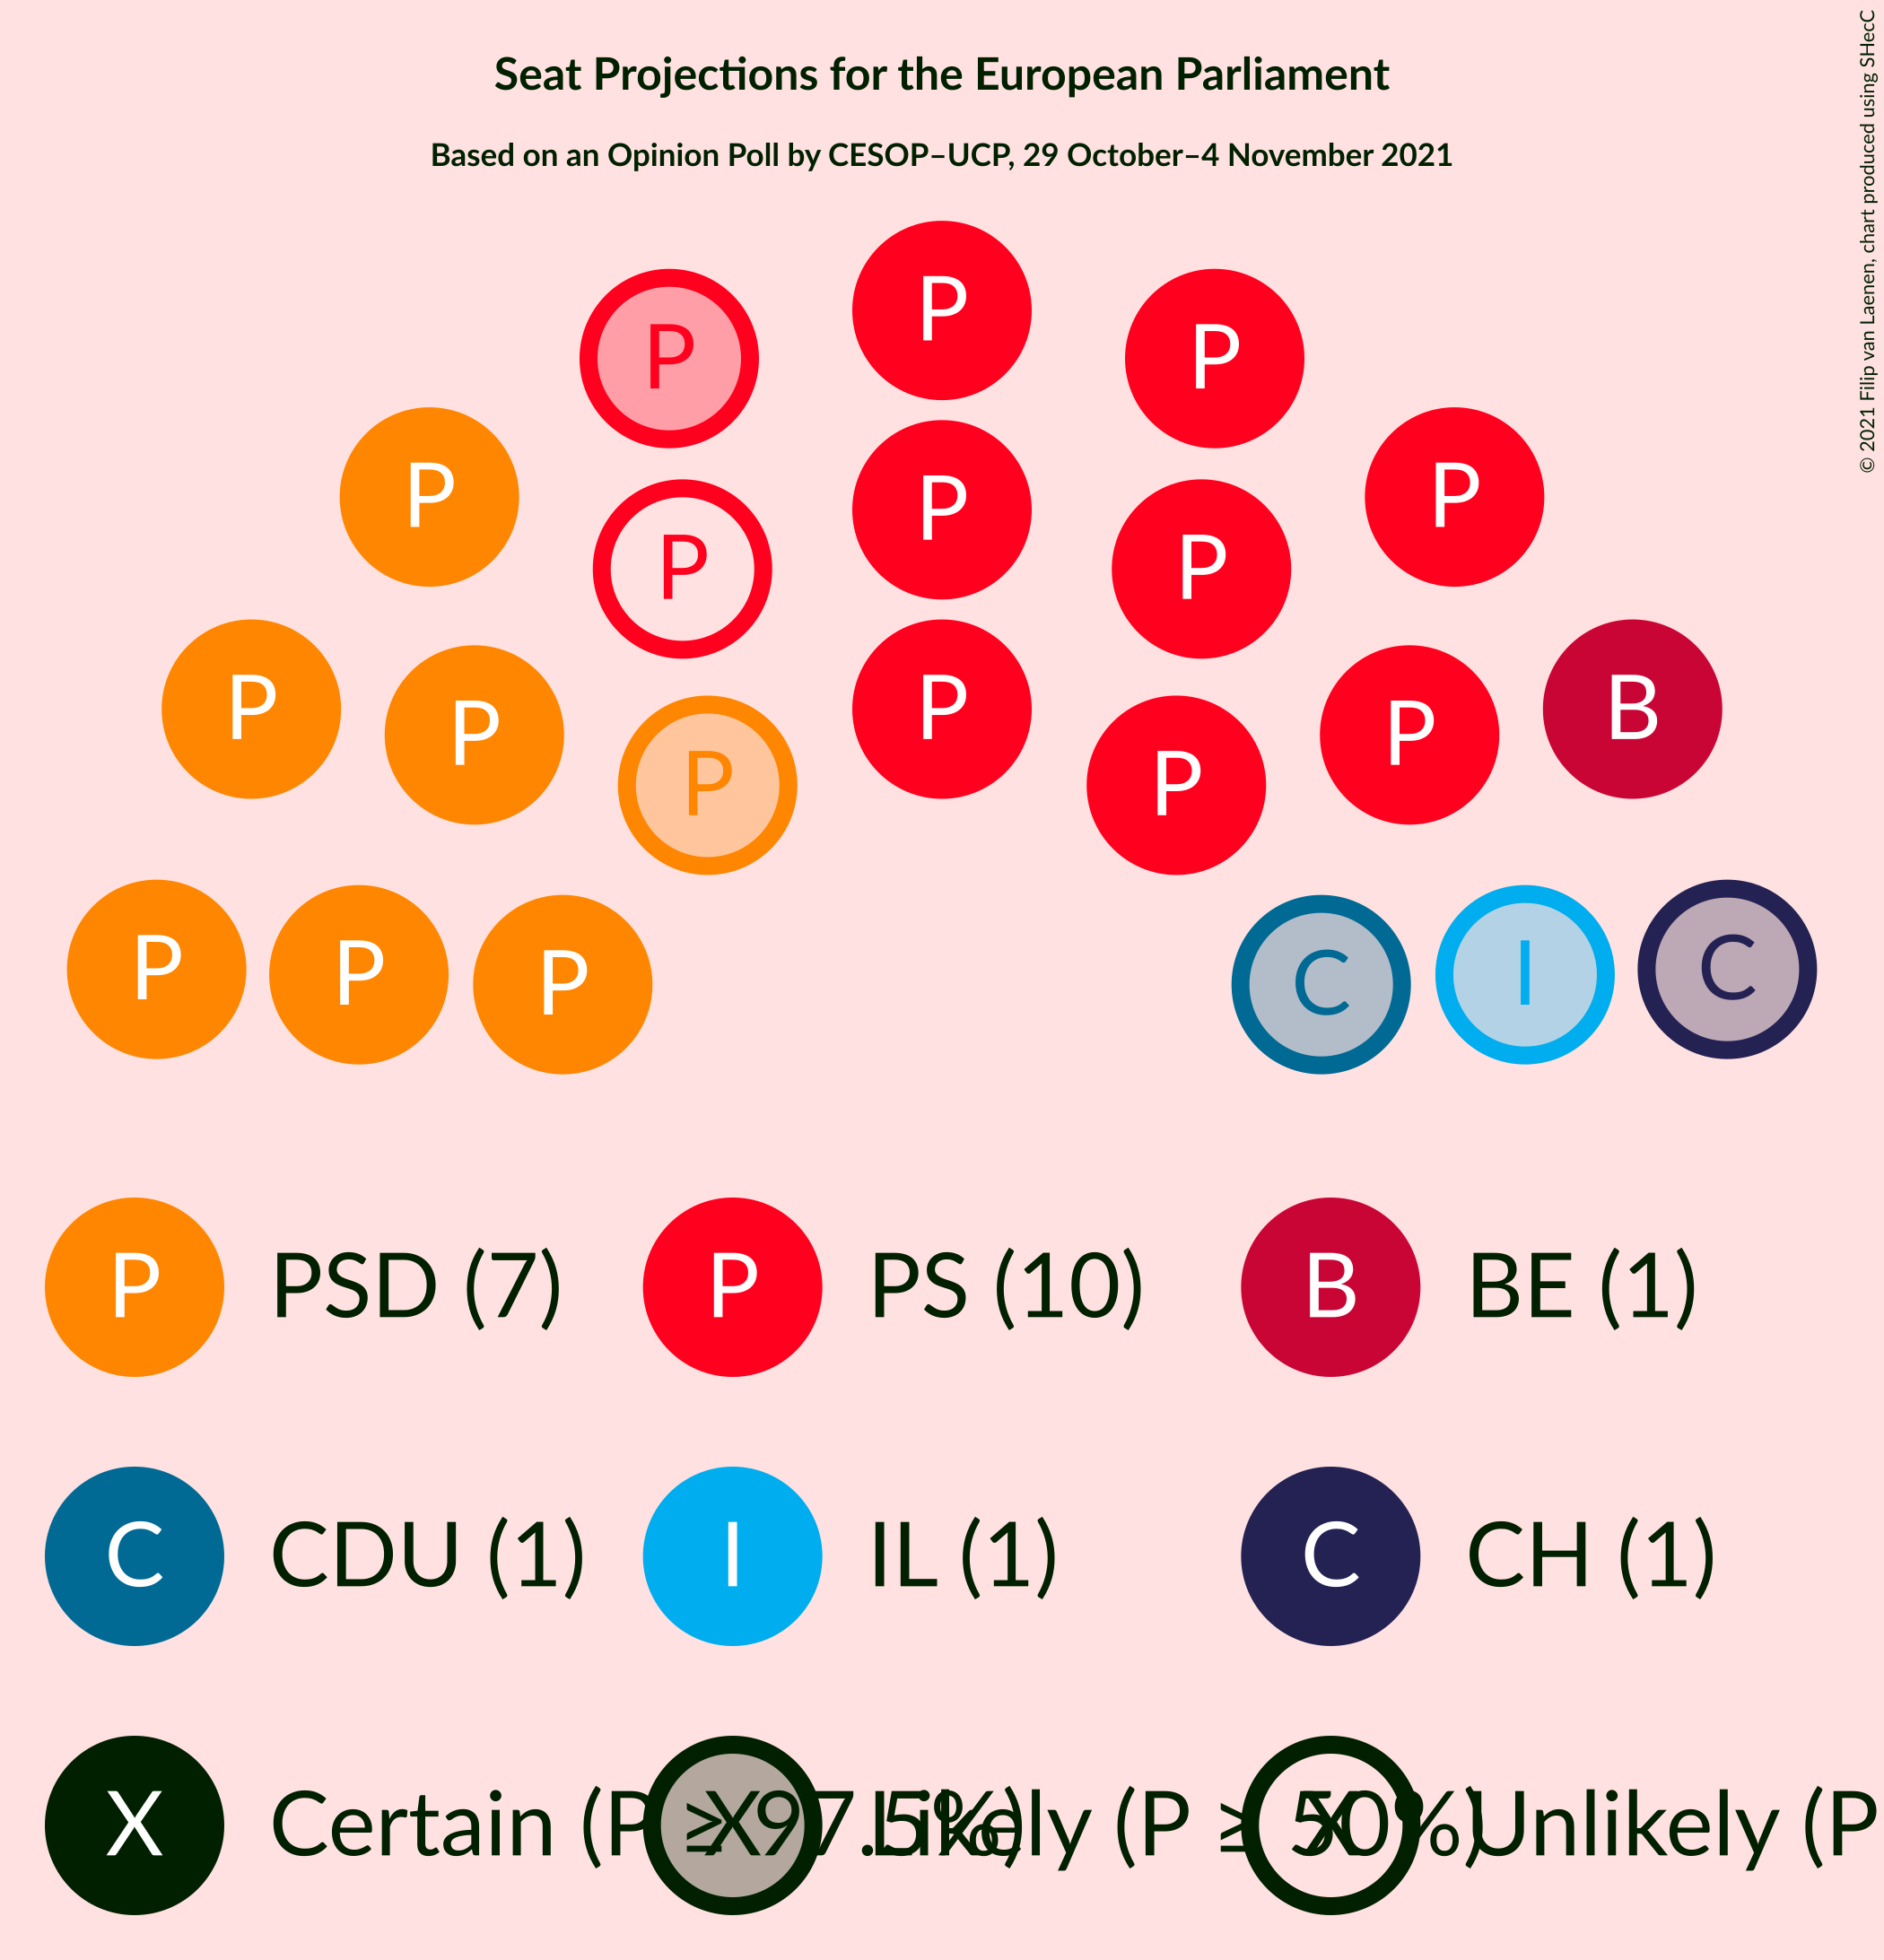 Seat Projections for the European Parliament
Based on an Opinion Poll by CESOP–UCP, 29 October–4 November 2021
© 2021 Filip van Laenen, chart produced using SHecC
P
P P
P P P
P P
P P P B
P P
P P
P P P C I C
P PSD (7) P PS (10) B BE (1)
C CDU (1) I IL (1) C CH (1)
X Certain (P ≥ 97.5%) X Likely (P ≥ 50%) X Unlikely (P